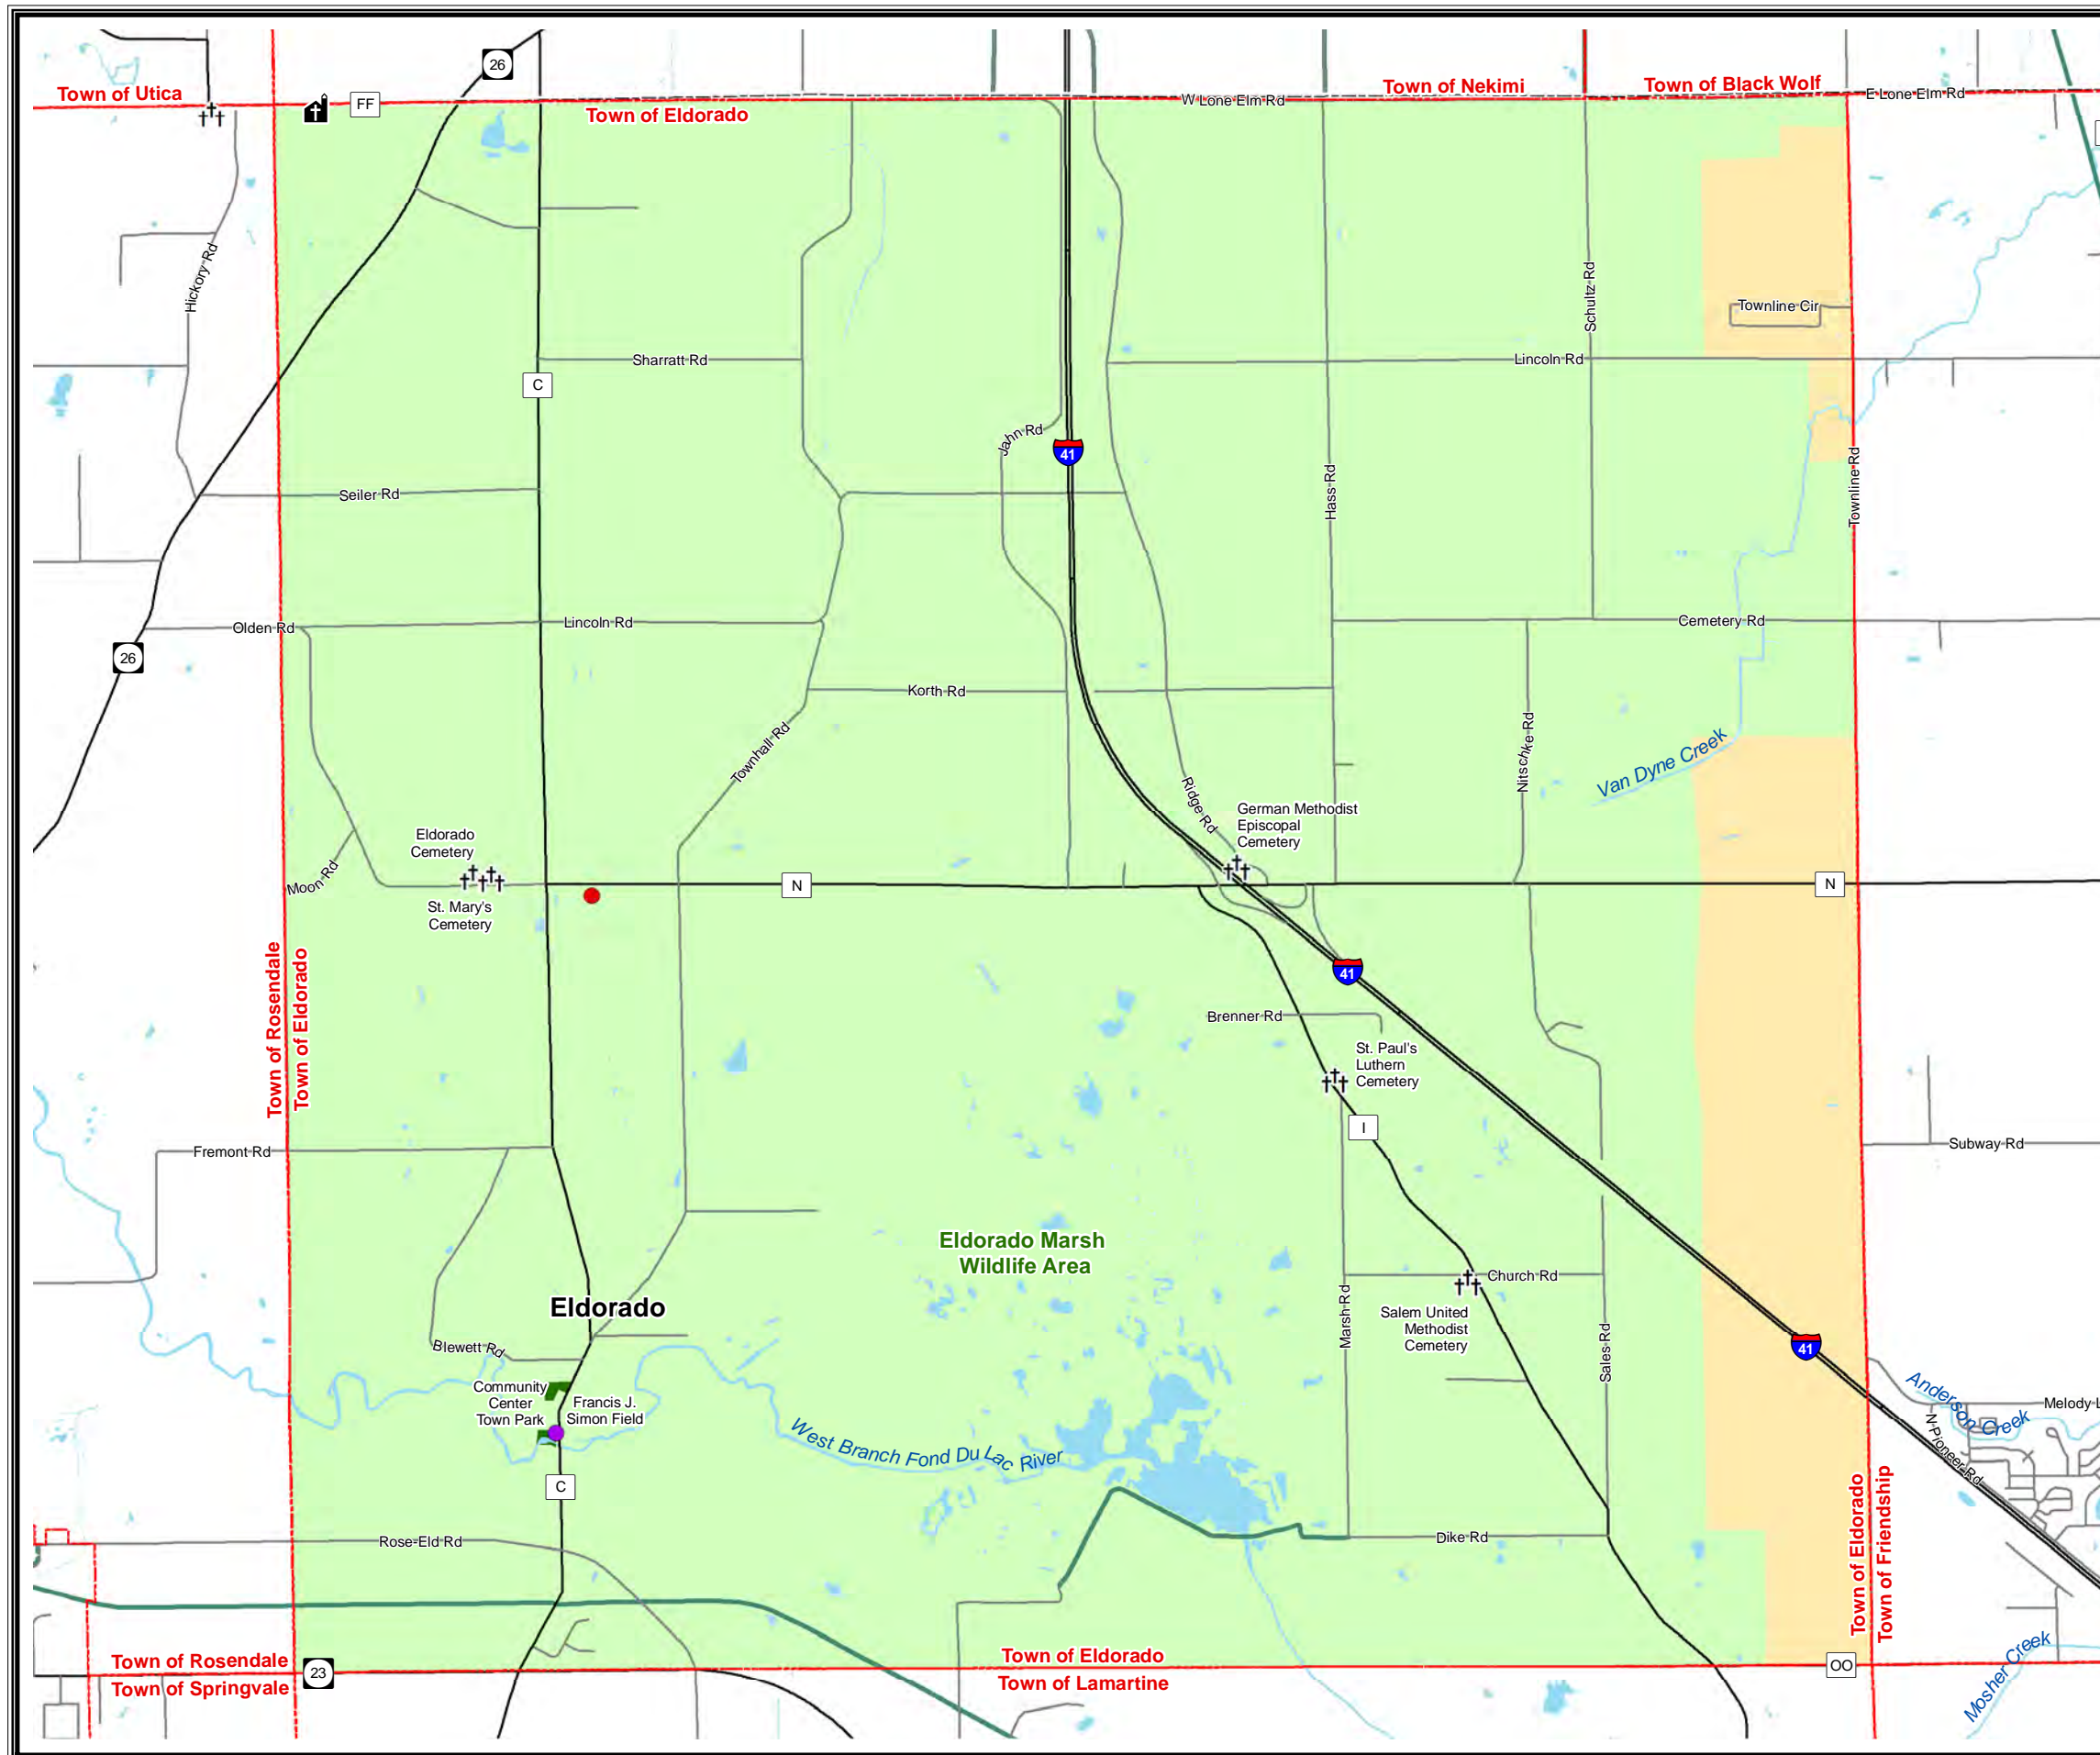 26
Town of Utica
FF
Town of Eldorado
W Lone Elm Rd
Town of Nekimi
Town of Black Wolf
E Lone Elm Rd
Hickory Rd
Schultz Rd
Townline Cir
Sharratt Rd
Lincoln Rd
C
Jahn Rd
41
Hass Rd
Townline Rd
Seiler Rd
Olden Rd
Lincoln Rd
Cemetery Rd
26
Korth Rd
Townhall Rd
Nitschke Rd
Van Dyne Creek
Ridge Rd
German Methodist
Episcopal
Cemetery
Eldorado
Cemetery
Moon Rd
N
N
St. Mary's
Cemetery
Town of Rosendale
Town of Eldorado
41
Brenner Rd
St. Paul's
Luthern
Cemetery
I
Fremont Rd
Subway Rd
Eldorado Marsh
Wildlife Area
Church Rd
Eldorado
Marsh Rd
Salem United
Methodist
Cemetery
Sales Rd
41
Blewett Rd
Community
Center
Town Park
Francis J.
Simon Field
Anderson Creek
Melody L
N Pioneer Rd
West Branch Fond Du Lac River
C
Town of Eldorado
Town of Friendship
Rose-Eld Rd
Dike Rd
Town of Rosendale
Town of Springvale
23
Town of Eldorado
Town of Lamartine
OO
Mosher Creek